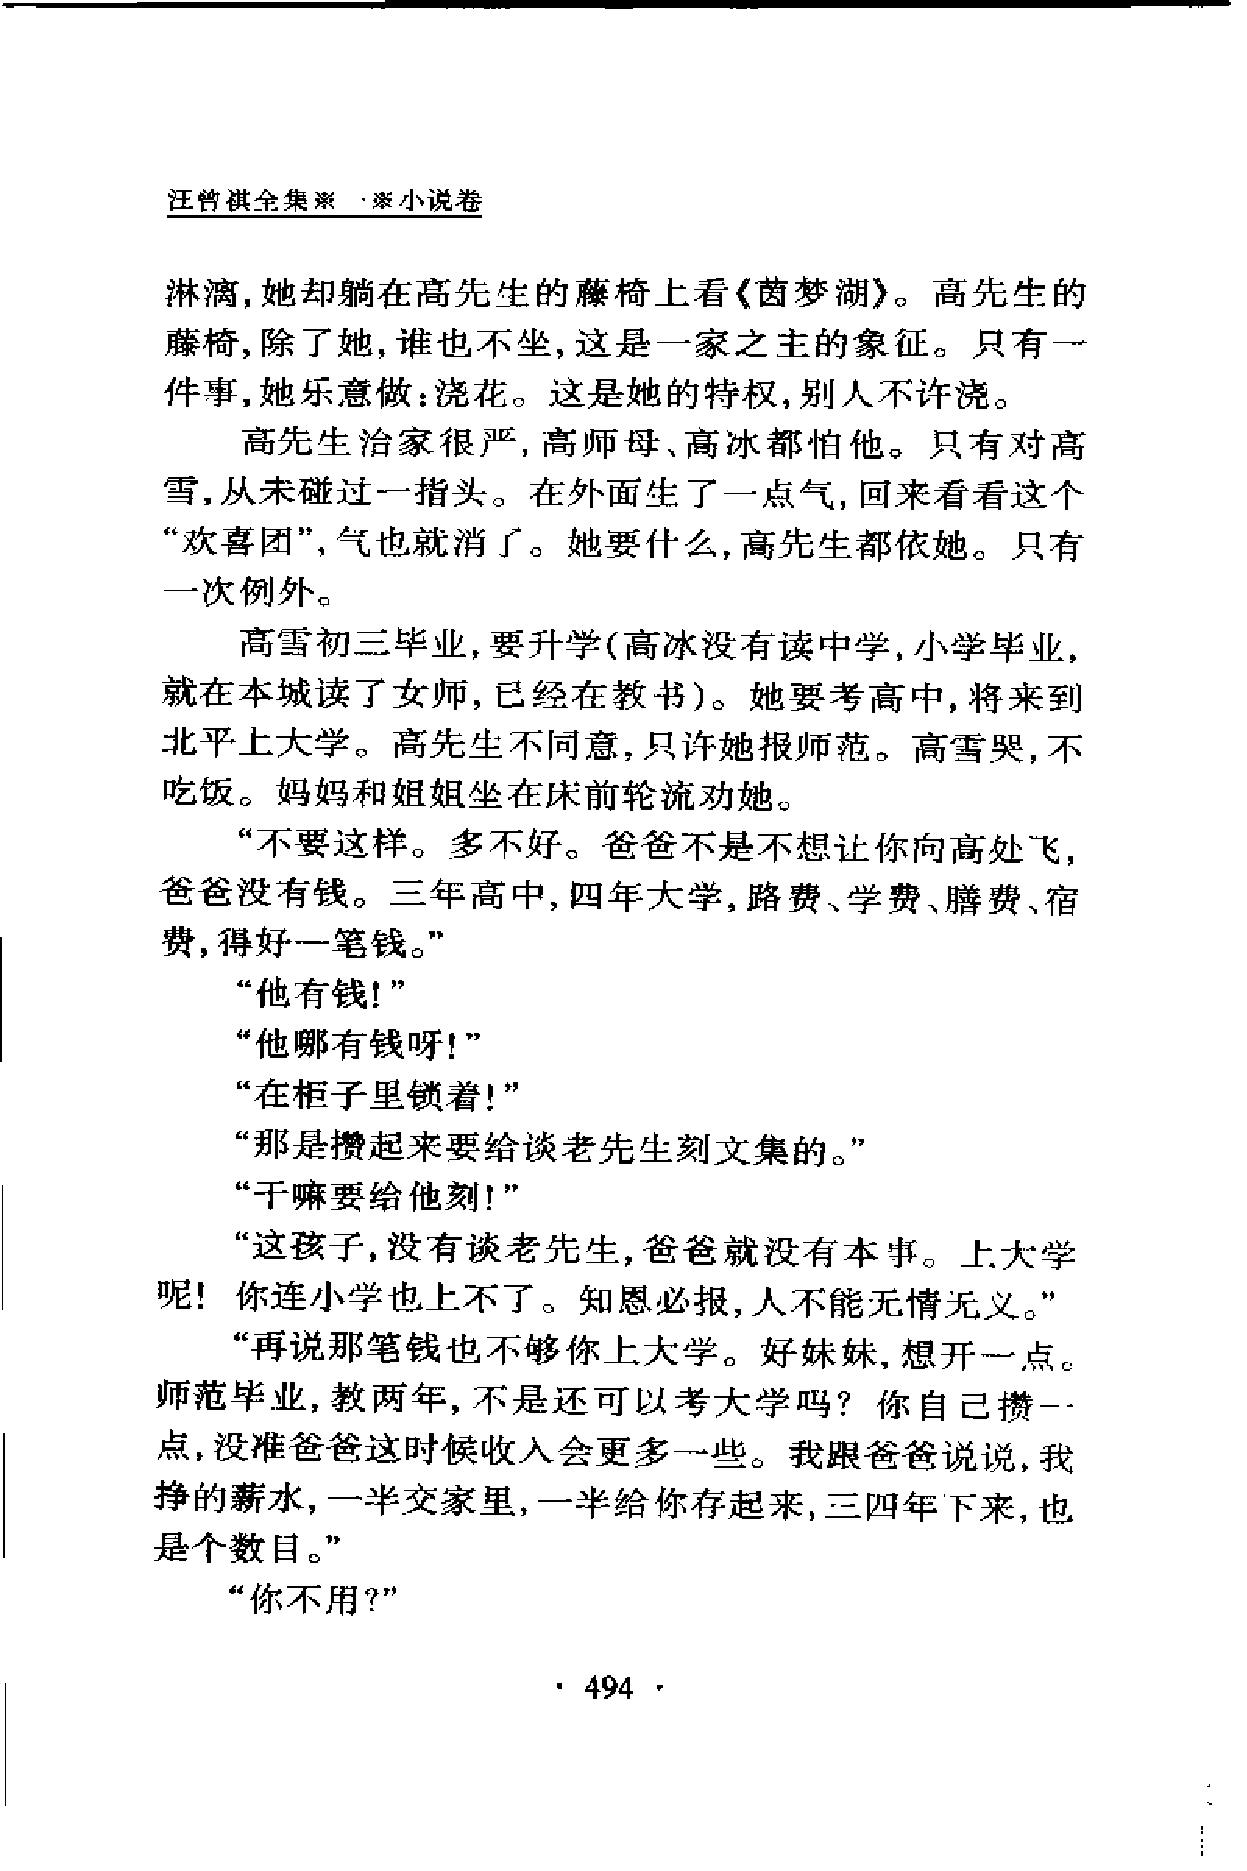 汪曾祺全集※ ·※小说卷
淋漓,她却躺在高先生的藤椅上看《茵梦湖》。高先生的
藤椅,除了她,谁也不坐,这是一家之主的象征。只有一
件事,她乐意做:浇花。这是她的特权,别人不许浇。
高先生治家很严,高师母、高冰都怕他。只有对高
雪,从未碰过一指头。在外面生了一点气,回来看看这个
“欢喜团”,气也就消了。她要什么,高先生都依她。只有
一次例外。
高雪初三毕业,要升学(高冰没有读中学,小学毕业,
就在本城读了女师,已经在教书)。她要考高中,将来到
北平上大学。高先生不同意,只许她报师范。高雪哭,不
吃饭。妈妈和姐姐坐在床前轮流劝她。
“不要这样。多不好。爸爸不是不想让你向高处飞,
爸爸没有钱。三年高中,四年大学,路费、学费、膳费、宿
费,得好一笔钱。”
“他有钱!”
“他哪有钱呀!”
“在柜子里锁着!”
“那是攒起来要给谈老先生刻文集的。”
“干嘛要给他刻!”
“这孩子,没有谈老先生,爸爸就没有本事。上大学
呢! 你连小学也上不了。知恩必报,人不能无情无义。”
“再说那笔钱也不够你上大学。好妹妹,想开一点。
师范毕业,教两年,不是还可以考大学吗? 你自己攒一
点,没准爸爸这时候收入会更多一些。我跟爸爸说说,我
挣的薪水,一半交家里,一半给你存起来,三四年下来,也
是个数目。”
“你不用?”
· 494 ·